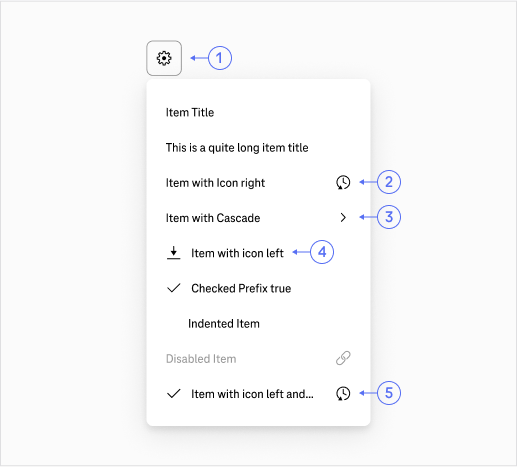 1
Item Title
This is a quite long item title
Item with Icon right 2
Item with Cascade 3
Item with icon left 4
Checked Prefix true
Indented Item
Disabled Item
Item with icon left and... 5